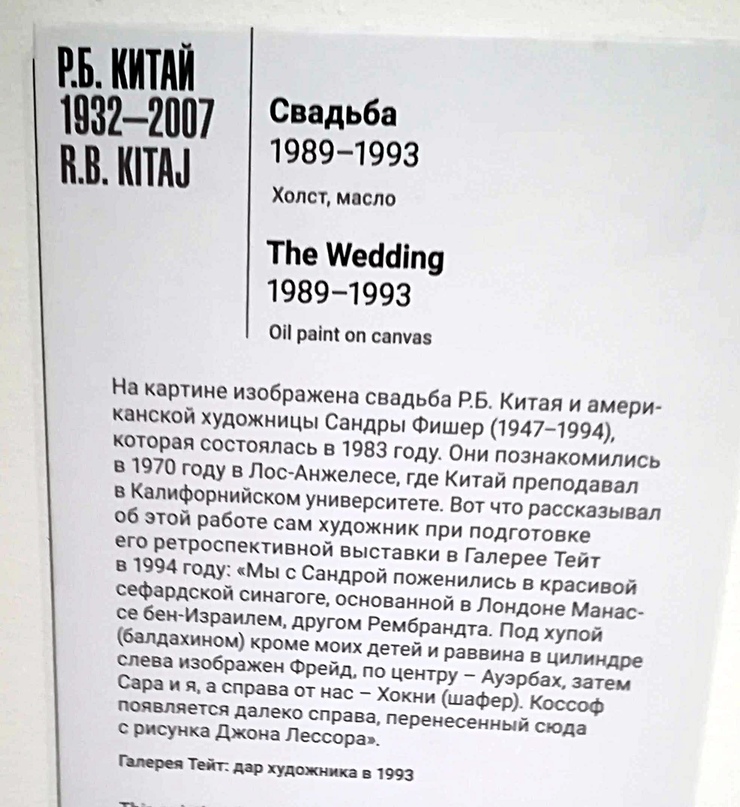 Р.Б. КИТАЙ
1932–2007
R.B. KITAJ
Свадьба
1989–1993
Холст, масло
The Wedding
1989–1993
Oil paint on canvas
На картине изображена свадьба Р.Б. Китая и амери-
канской художницы Сандры Фишер (1947–1994),
которая состоялась в 1983 году. Они познакомились
в 1970 году в Лос-Анжелесе, где Китай преподавал
в Калифорнийском университете. Вот что рассказывал
об этой работе сам художник при подготовке
его ретроспективной выставки в Галерее Тейт
в 1994 году: «Мы с Сандрой поженились в красивой
сефардской синагоге, основанной в Лондоне Манас-
се бен-Израилем, другом Рембрандта. Под хупой
(балдахином) кроме моих детей и раввина в цилиндре
слева изображен Фрейд, по центру – Ауэрбах, затем
Сара и я, а справа от нас – Хокни (шафер). Коссоф
появляется далеко справа, перенесенный сюда
с рисунка Джона Лессора».
Галерея Тейт: дар художника в 1993